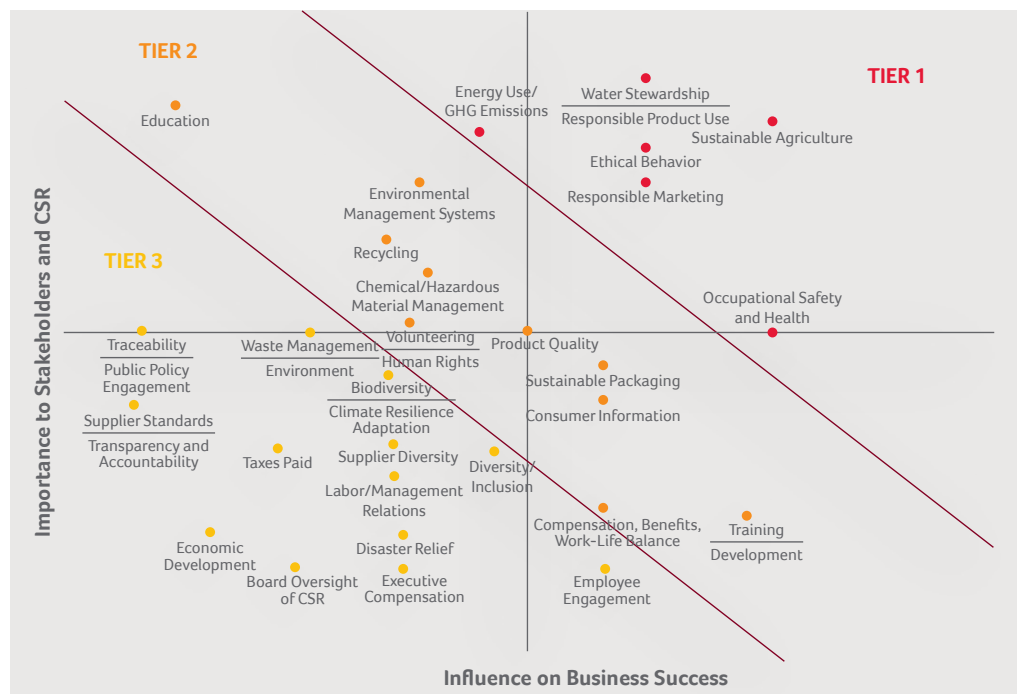 TIER 2
TIER 1
Energy Use/
GHG Emissions
Water Stewardship
Responsible Product Use
Education
Sustainable Agriculture
Ethical Behavior
Responsible Marketing
Environmental
Management Systems
TIER 3
Recycling
Chemical/Hazardous
Material Management
Occupational Safety
and Health
Volunteering
Human Rights
Product Quality
Traceability
Public Policy
Engagement
Waste Management
Environment
Biodiversity
Climate Resilience
Adaptation
Sustainable Packaging
Consumer Information
Supplier Standards
Transparency and
Accountability
Taxes Paid
Supplier Diversity
Diversity/
Inclusion
Labor/Management
Relations
Compensation, Benefits,
Work-Life Balance
Training
Development
Economic
Development
Disaster Relief
Board Oversight
of CSR
Executive
Compensation
Employee
Engagement
Importance to Stakeholders and CSR
Influence on Business Success